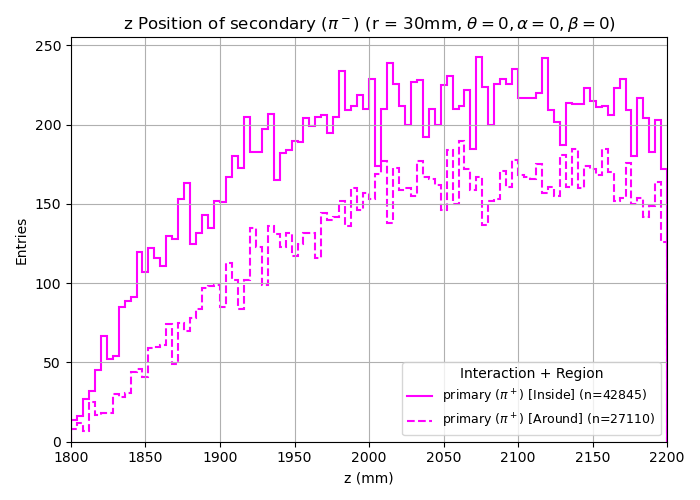 z Position of secondary (π⁻) (r = 30mm, θ = 0, α = 0, β = 0)
250
200
150
100
50
0
Entries
Interaction + Region
primary (π⁺) [Inside] (n=42845)
primary (π⁺) [Around] (n=27110)
1800 1850 1900 1950 2000 2050 2100 2150 2200
z (mm)